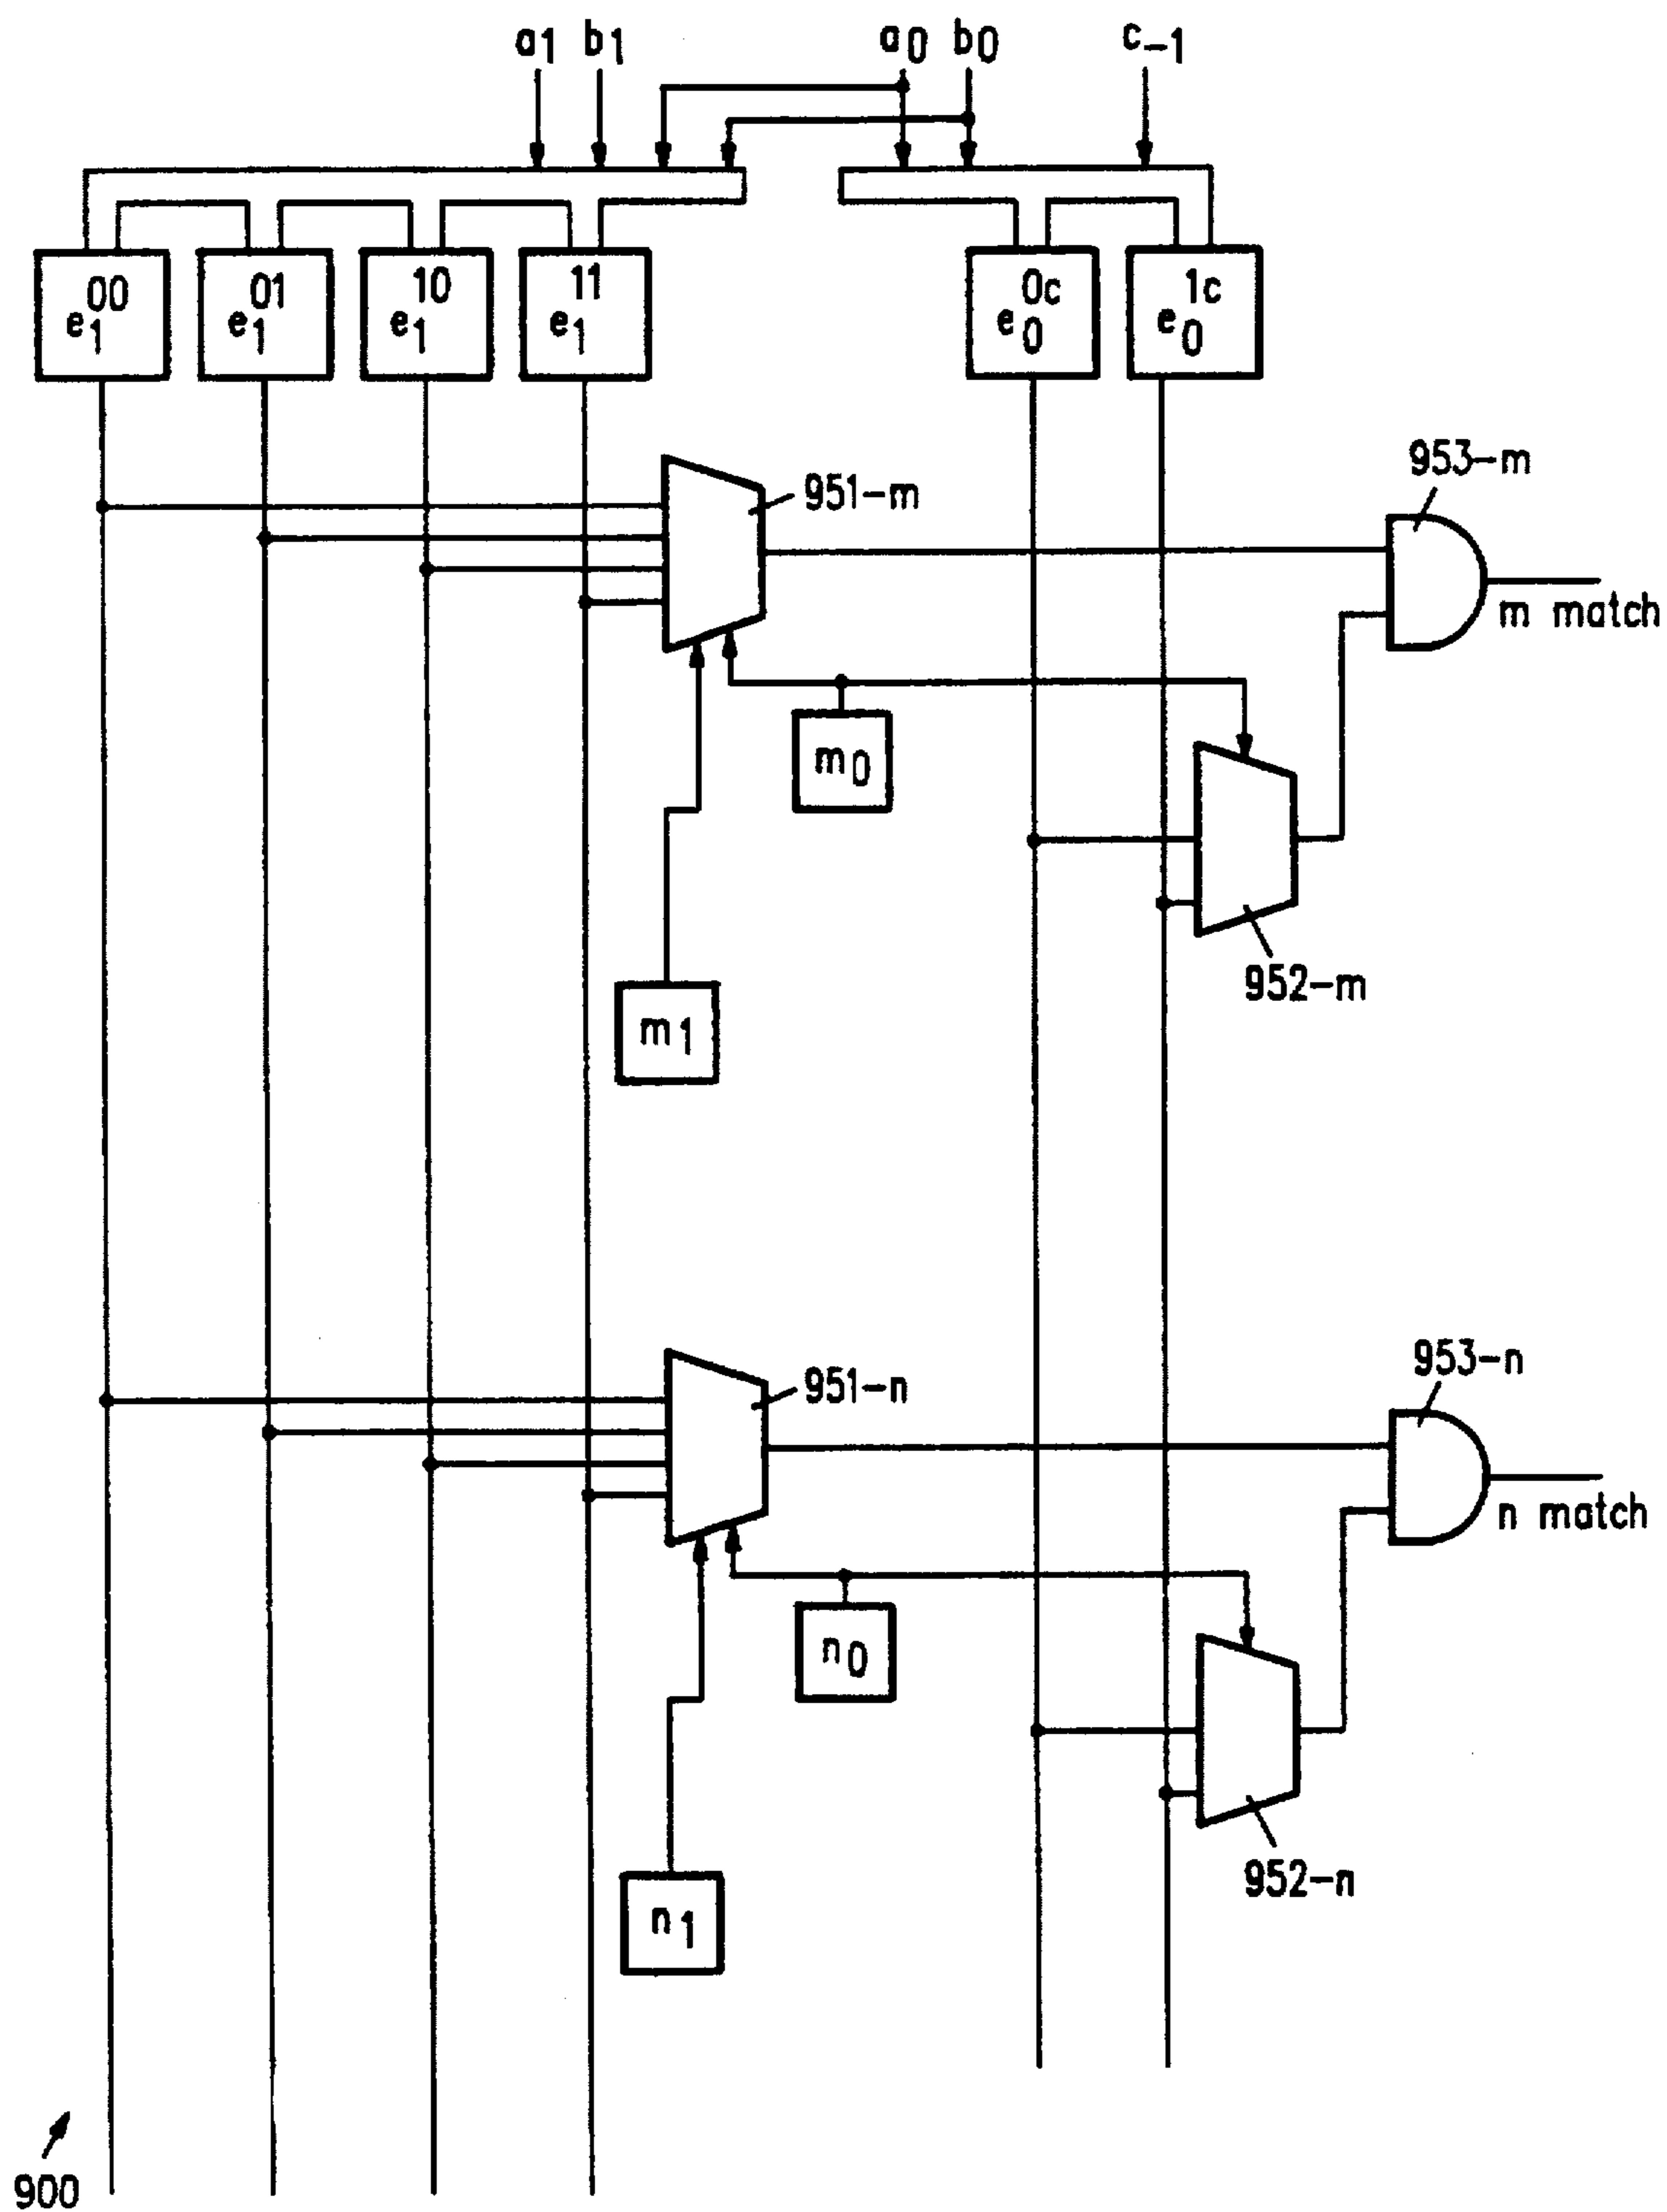 a1 b1 a0 b0 c-1
e1^00 e1^01 e1^10 e1^11 e0^0c e0^1c
953-m
951-m
m match
m0
952-m
m1
953-n
951-n
n match
n0
952-n
n1
900